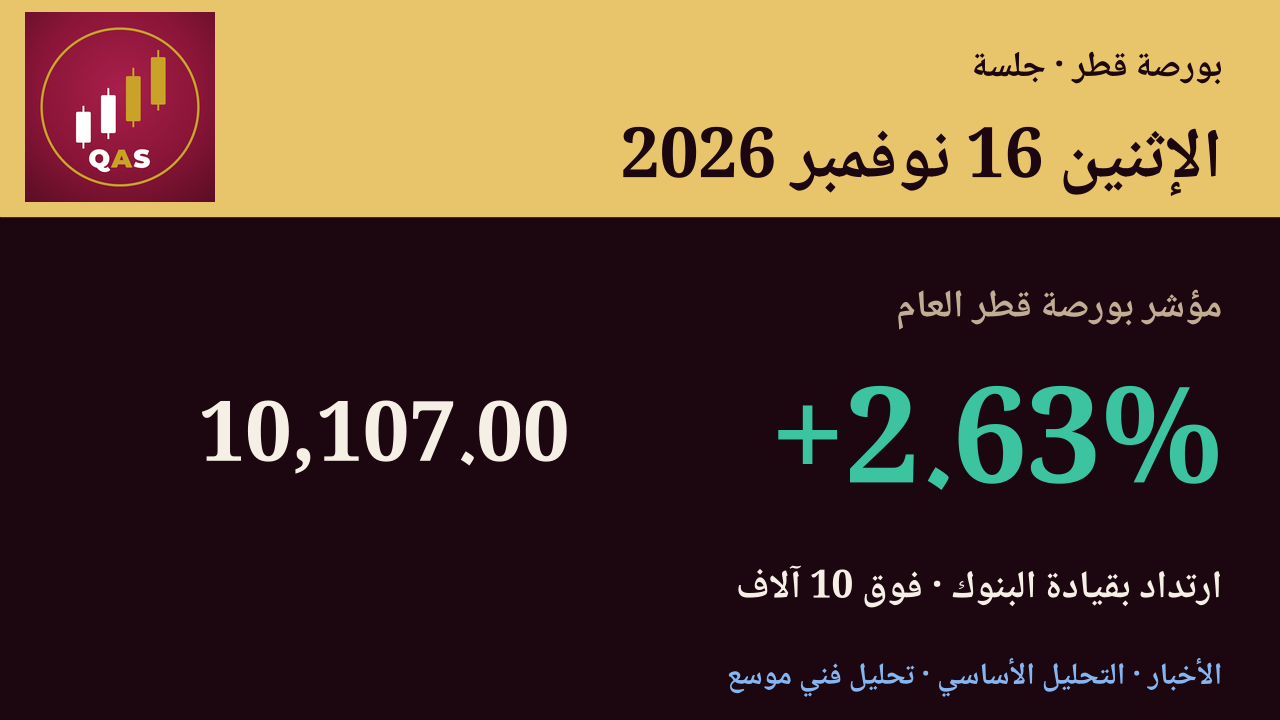 QAS
بورصة قطر · جلسة
الإثنين 16 نوفمبر 2026
مؤشر بورصة قطر العام
+2.63%
10,107.00
ارتداد بقيادة البنوك · فوق 10 آلاف
الأخبار · التحليل الأساسي · تحليل فني موسع